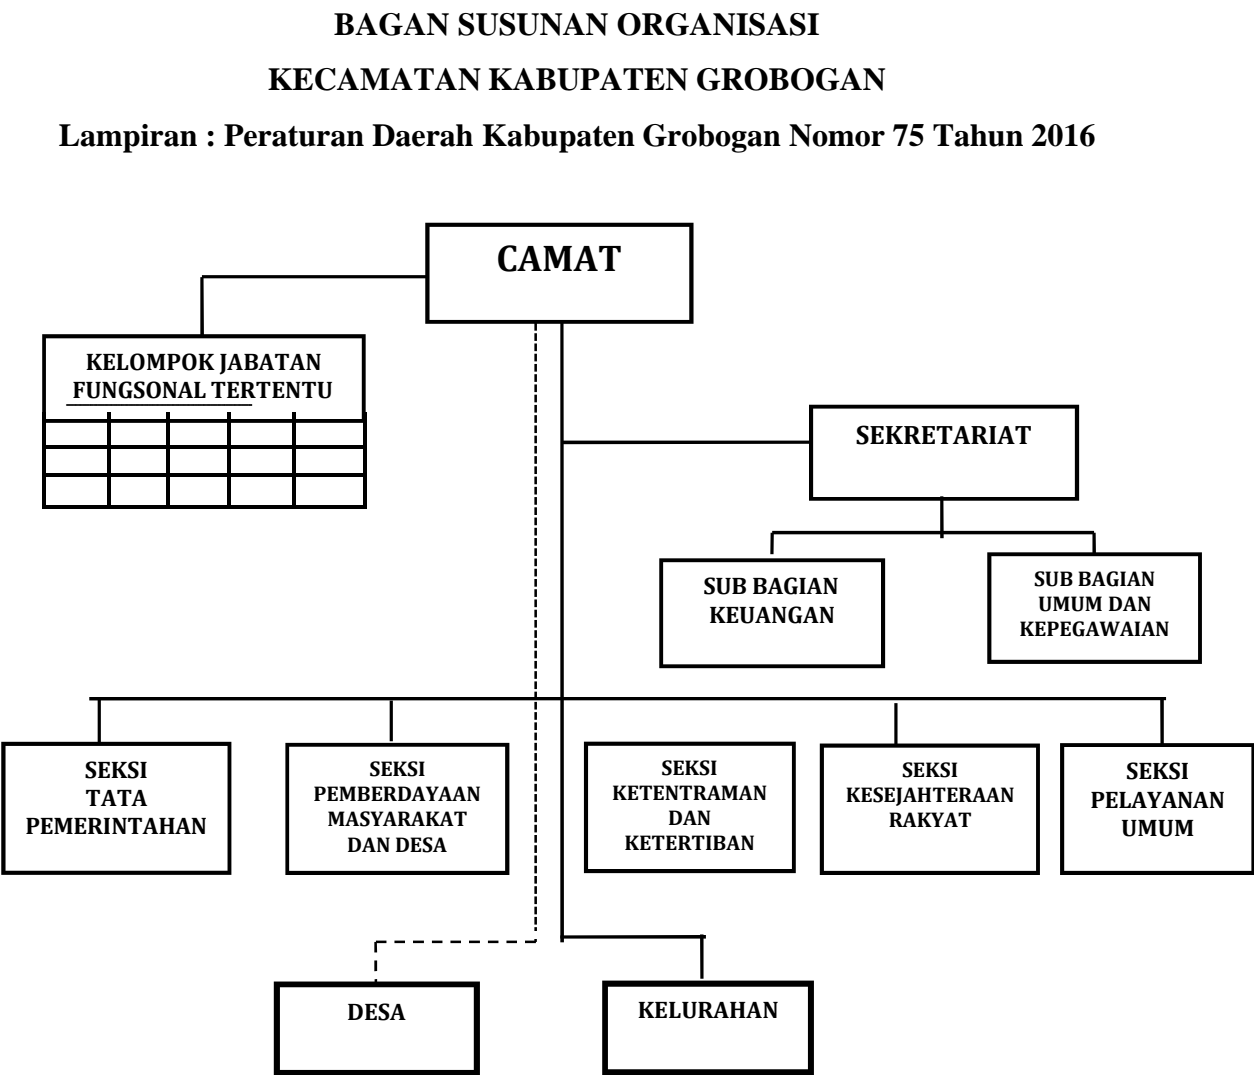 BAGAN SUSUNAN ORGANISASI
KECAMATAN KABUPATEN GROBOGAN
Lampiran : Peraturan Daerah Kabupaten Grobogan Nomor 75 Tahun 2016
CAMAT
KELOMPOK JABATAN
FUNGSONAL TERTENTU
SEKRETARIAT
SUB BAGIAN
KEUANGAN
SUB BAGIAN
UMUM DAN
KEPEGAWAIAN
SEKSI
TATA
PEMERINTAHAN
SEKSI
PEMBERDAYAAN
MASYARAKAT
DAN DESA
SEKSI
KETENTRAMAN
DAN
KETERTIBAN
SEKSI
KESEJAHTERAAN
RAKYAT
SEKSI
PELAYANAN
UMUM
DESA
KELURAHAN